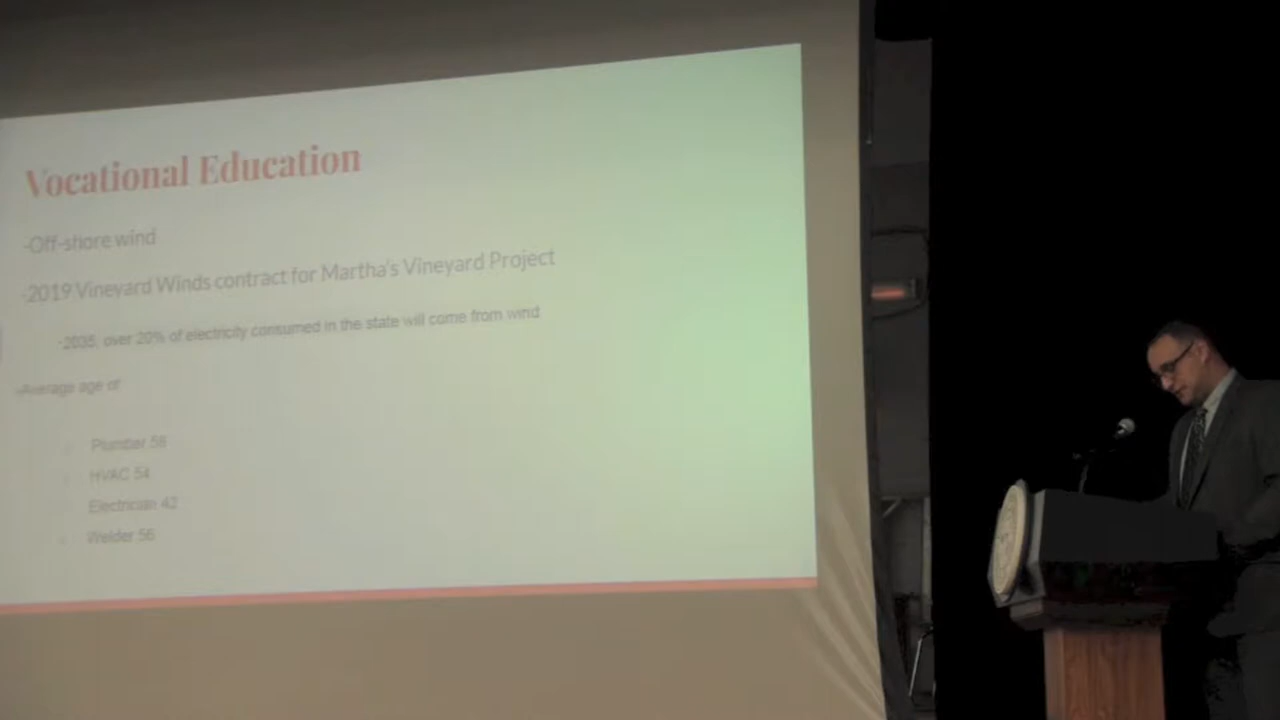 Vocational Education
-Off-shore wind
-2019 Vineyard Winds contract for Martha's Vineyard Project
-2035, over 20% of electricity consumed in the state will come from wind
-Average age of
Plumber 56
HVAC 54
Electrician 43
Welder 56